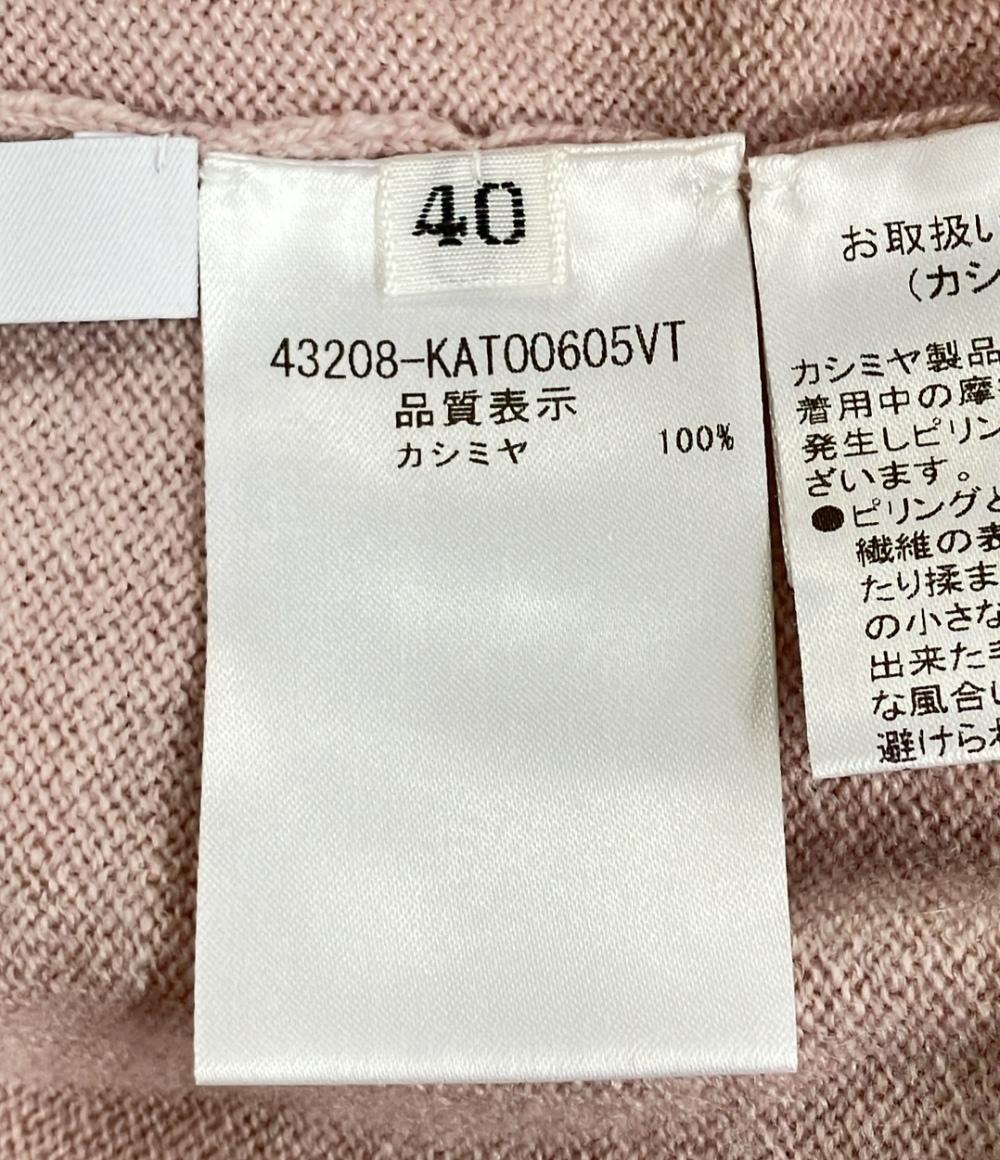 40
43208-KAT00605VT
品質表示
カシミヤ 100%
お取扱い
(カシ
カシミヤ製品
着用中の摩
発生しピリン
ざいます。
●ピリングと
繊維の表
たり揉ま
の小さな
出来た毛
な風合い
避けられ